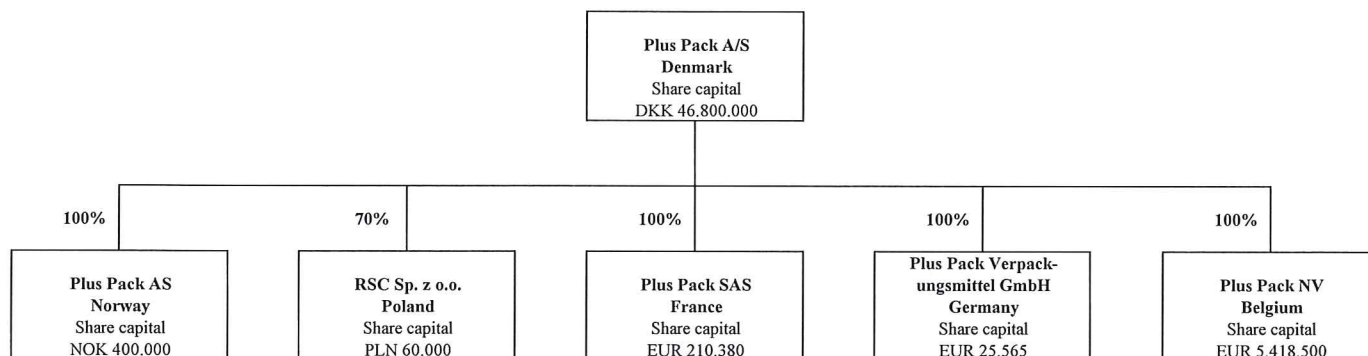 Plus Pack A/S
Denmark
Share capital
DKK 46.800.000
100%
70%
100%
100%
100%
Plus Pack AS
Norway
Share capital
NOK 400.000
RSC Sp. z o.o.
Poland
Share capital
PLN 60.000
Plus Pack SAS
France
Share capital
EUR 210.380
Plus Pack Verpack-
ungsmittel GmbH
Germany
Share capital
EUR 25.565
Plus Pack NV
Belgium
Share capital
EUR 5.418.500